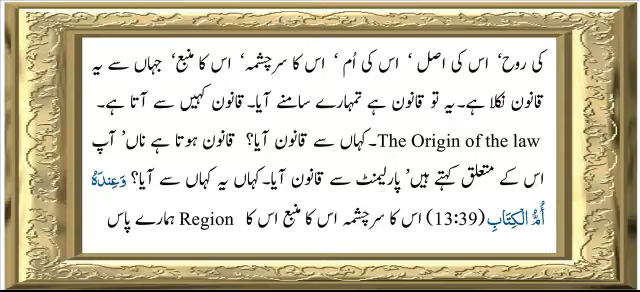 کی روح‘ اس کی اصل ‘ اس کی اُم ‘ اس کا سرچشمہ‘ اس کا منبع‘ جہاں سے یہ
قانون نکلا ہے۔یہ تو قانون ہے تمہارے سامنے آیا۔ قانون کہیں سے آتا ہے۔
The Origin of the law۔کہاں سے قانون آیا؟ قانون ہوتا ہے ناں‘ آپ
اس کے متعلق کہتے ہیں‘ پارلیمنٹ سے قانون آیا۔کہاں یہ کہاں سے آیا؟ وَعِندَهُ
أُمُّ الْكِتَابِ (13:39) اس کا سرچشمہ اس کا منبع اس کا Region ہمارے پاس